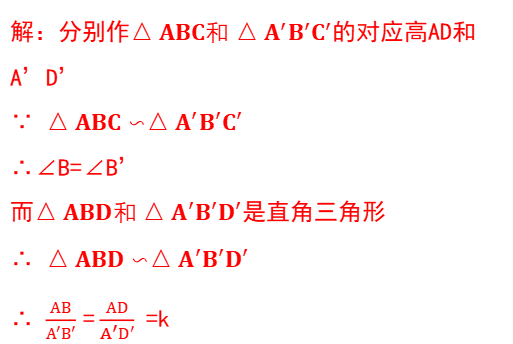 解：分别作△ ABC和 △ A′B′C′的对应高AD和
A’ D’
∵ △ ABC ∽△ A′B′C′
∴∠B=∠B’
而△ ABD和 △ A′B′D′是直角三角形
∴ △ ABD ∽△ A′B′D′
∴ AB/A′B′ = AD/A′D′ =k